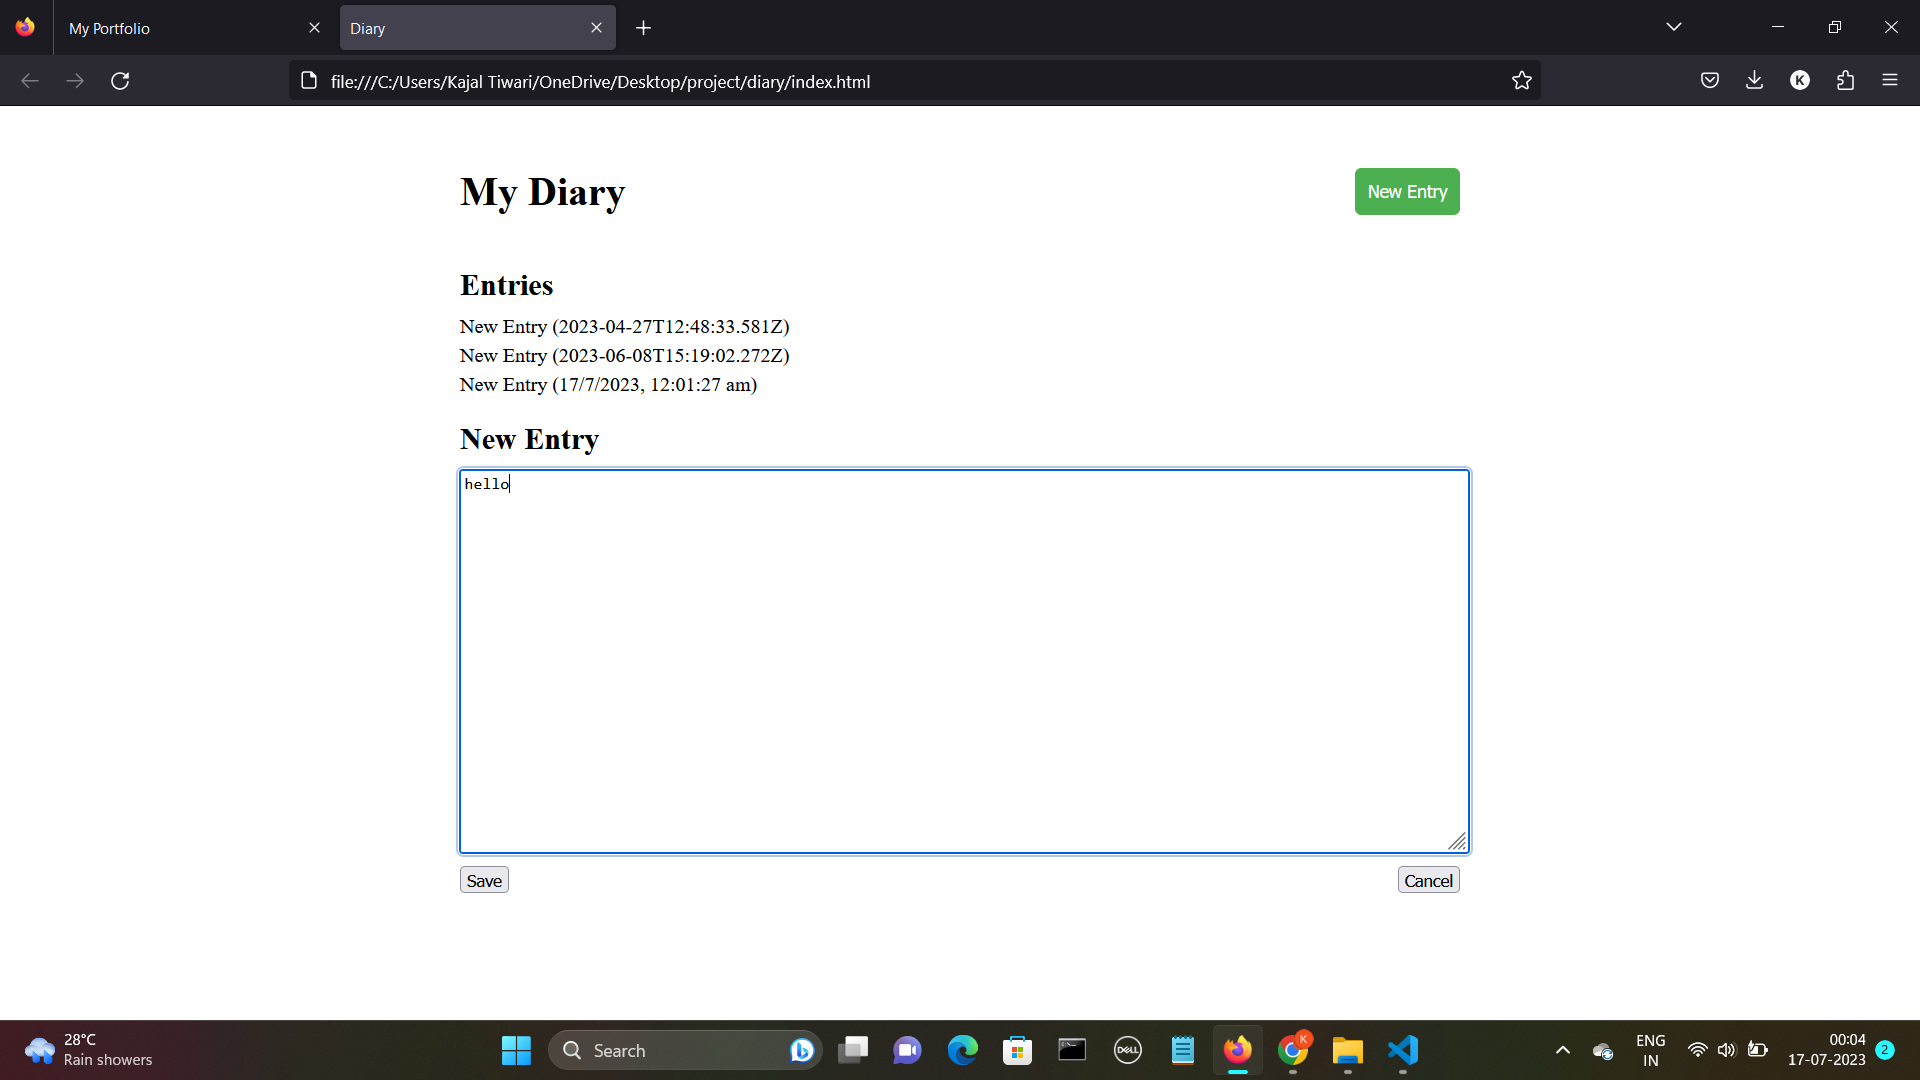 My Portfolio
Diary
file:///C:/Users/Kajal Tiwari/OneDrive/Desktop/project/diary/index.html
K
My Diary
New Entry
Entries
New Entry (2023-04-27T12:48:33.581Z)
New Entry (2023-06-08T15:19:02.272Z)
New Entry (17/7/2023, 12:01:27 am)
New Entry
hello
Save
Cancel
28°C
Rain showers
Search
DELL
K
ENG
IN
00:04
17-07-2023
2